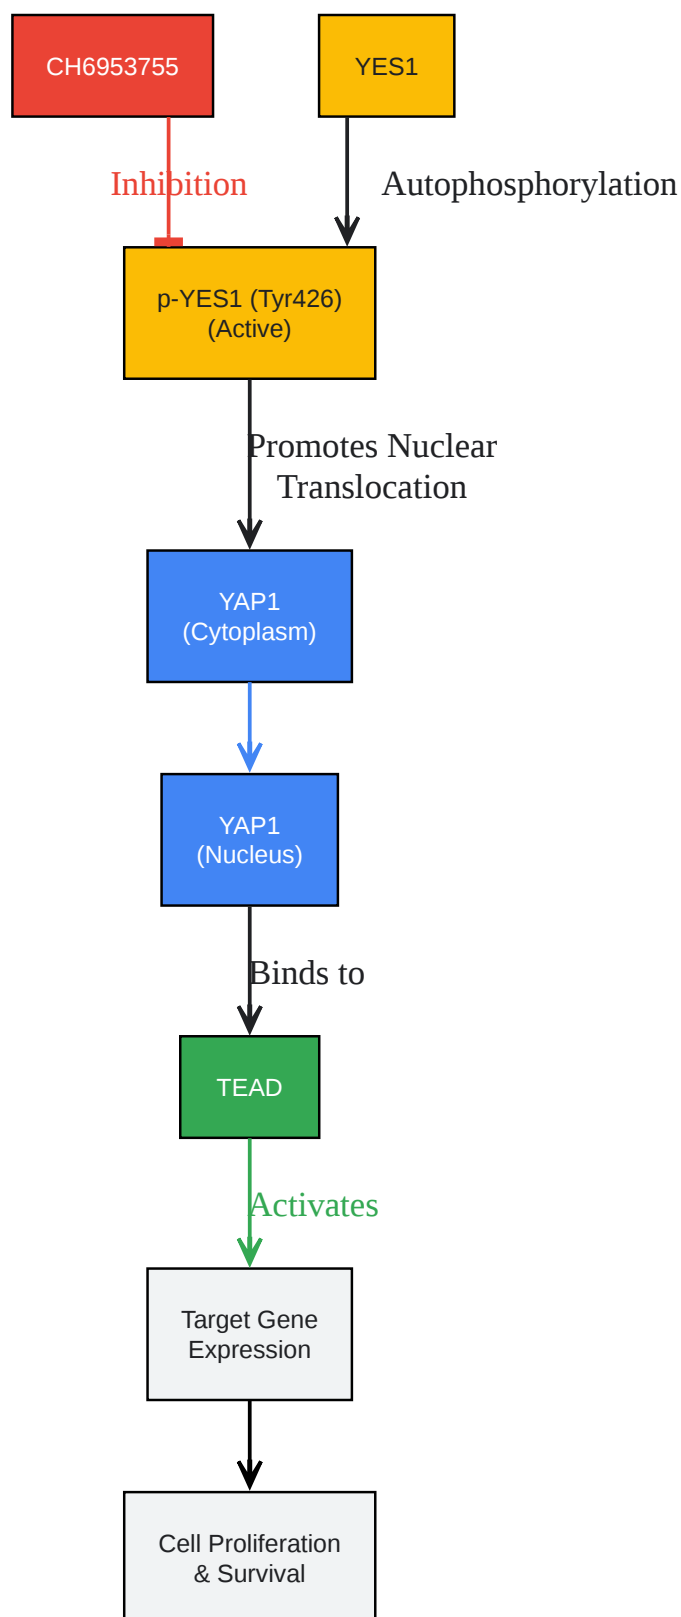 CH6953755
YES1
Inhibition
Autophosphorylation
p-YES1 (Tyr426)
(Active)
Promotes Nuclear
Translocation
YAP1
(Cytoplasm)
YAP1
(Nucleus)
Binds to
TEAD
Activates
Target Gene
Expression
Cell Proliferation
& Survival